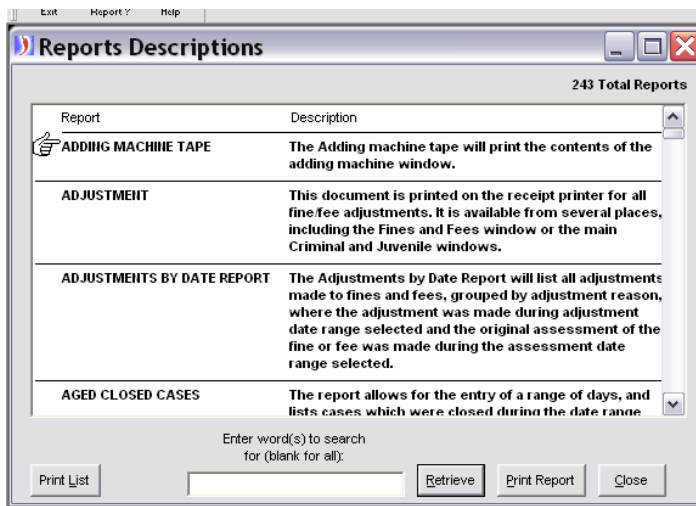 Exit Report ? Help
Reports Descriptions
243 Total Reports
Report Description
ADDING MACHINE TAPE The Adding machine tape will print the contents of the
adding machine window.
ADJUSTMENT This document is printed on the receipt printer for all
fine/fee adjustments. It is available from several places,
including the Fines and Fees window or the main
Criminal and Juvenile windows.
ADJUSTMENTS BY DATE REPORT The Adjustments by Date Report will list all adjustments
made to fines and fees, grouped by adjustment reason,
where the adjustment was made during adjustment
date range selected and the original assessment of the
fine or fee was made during the assessment date
range selected.
AGED CLOSED CASES The report allows for the entry of a range of days, and
lists cases which were closed during the date range
Enter word(s) to search
for (blank for all):
Print List Retrieve Print Report Close